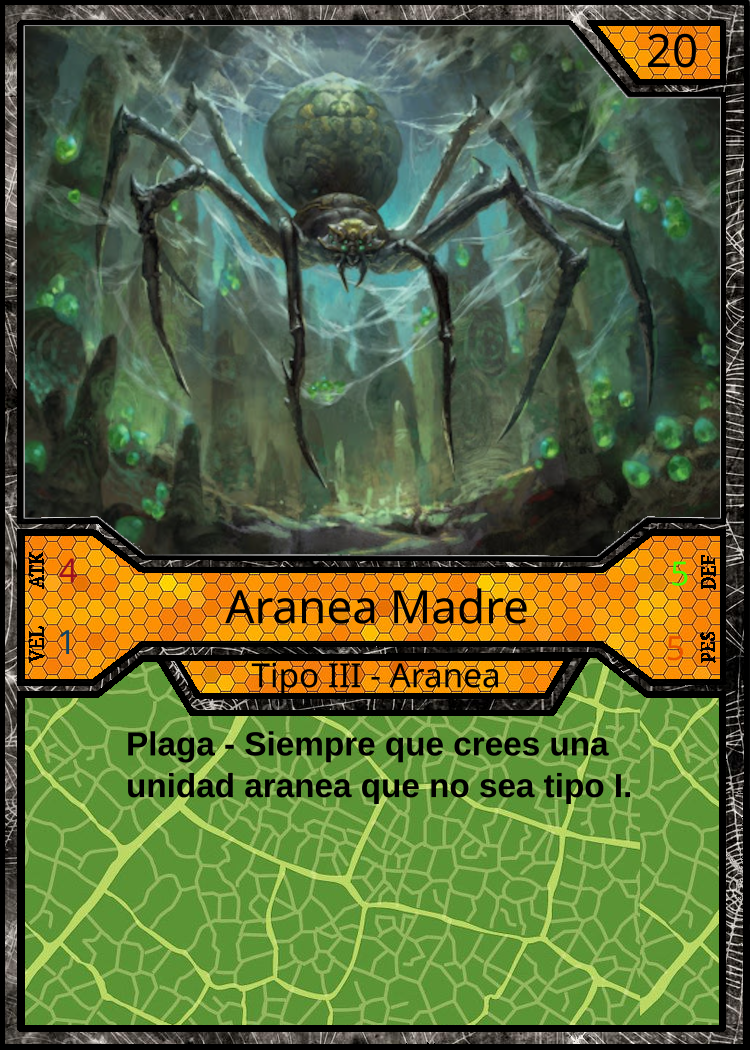 20
ATK 4
5 DEF
Aranea Madre
VEL 1
5 PES
Tipo III - Aranea
Plaga - Siempre que crees una
unidad aranea que no sea tipo I.